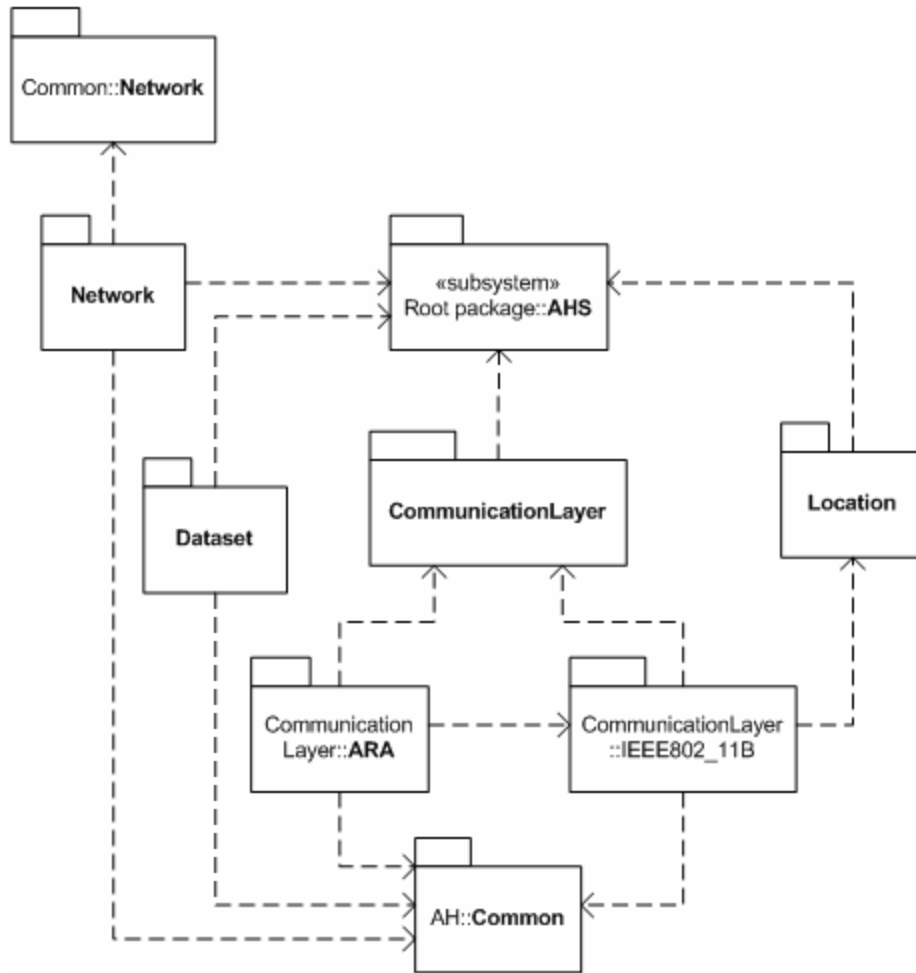 Common::Network
Network
«subsystem»
Root package::AHS
Dataset
CommunicationLayer
Location
Communication
Layer::ARA
CommunicationLayer
::IEEE802_11B
AH::Common